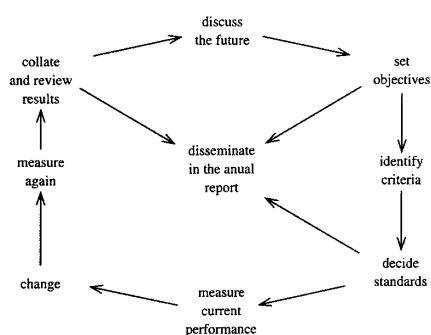 discuss
the future
collate
and review
results
set
objectives
disseminate
in the anual
report
measure
again
identify
criteria
change
decide
standards
measure
current
performance